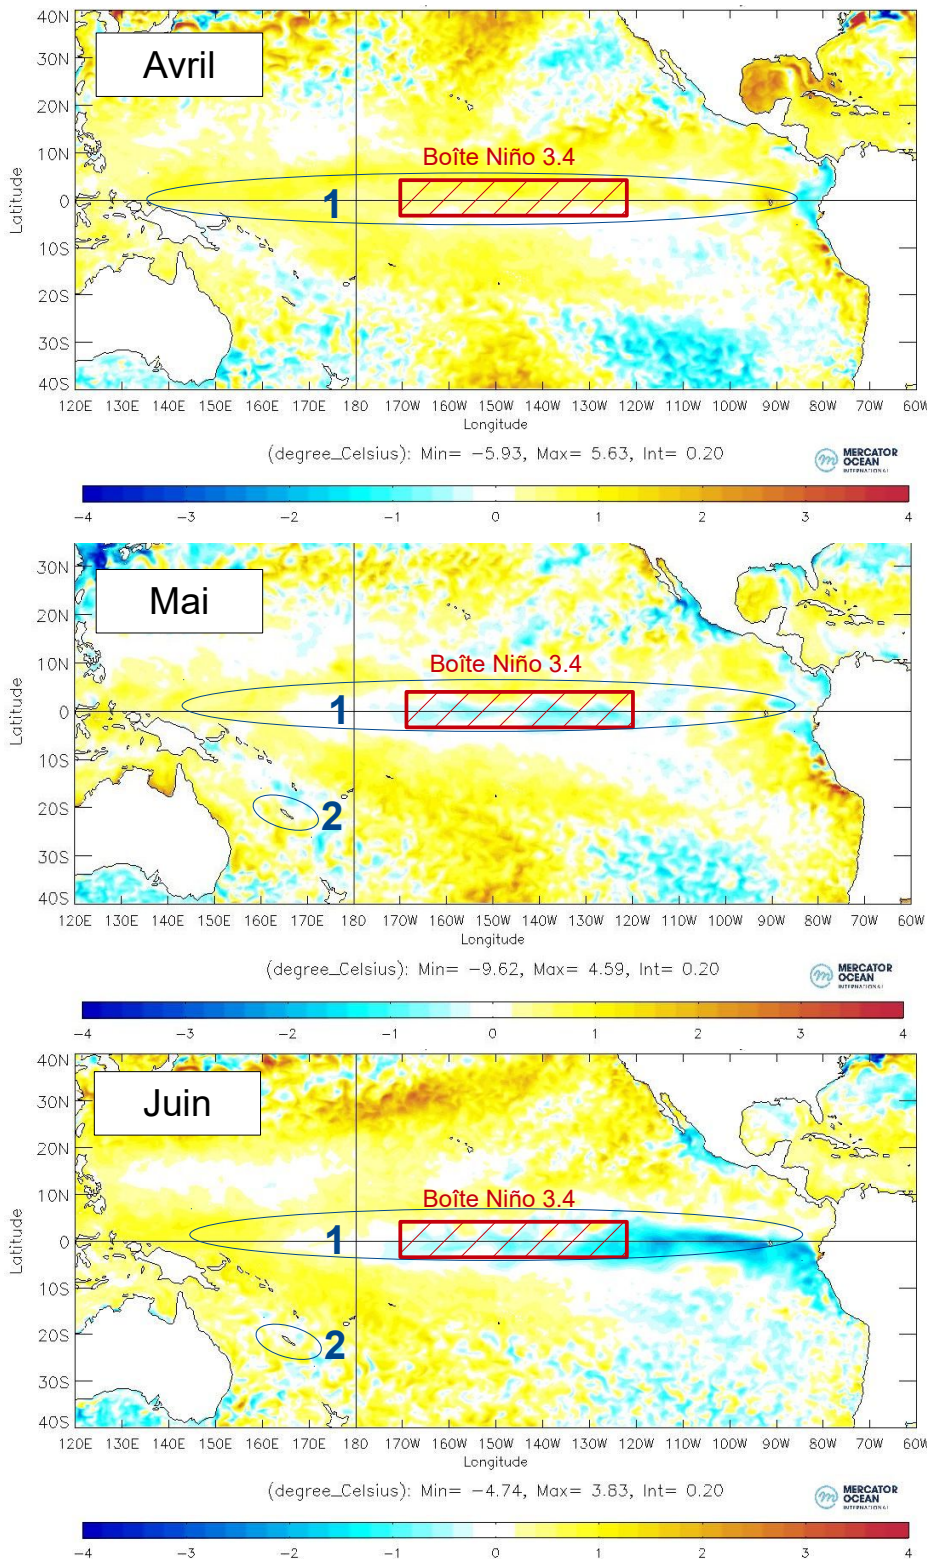 40N
30N
20N
10N
0
10S
20S
30S
40S
Latitude
Avril
Boîte Niño 3.4
1
120E 130E 140E 150E 160E 170E 180 170W 160W 150W 140W 130W 120W 110W 100W 90W 80W 70W 60W
Longitude
(degree_Celsius): Min= -5.93, Max= 5.63, Int= 0.20
MERCATOR
OCEAN
INTERNATIONAL
-4 -3 -2 -1 0 1 2 3 4
30N
20N
10N
0
10S
20S
30S
40S
Latitude
Mai
Boîte Niño 3.4
1
2
120E 130E 140E 150E 160E 170E 180 170W 160W 150W 140W 130W 120W 110W 100W 90W 80W 70W 60W
Longitude
(degree_Celsius): Min= -9.62, Max= 4.59, Int= 0.20
MERCATOR
OCEAN
INTERNATIONAL
-4 -3 -2 -1 0 1 2 3 4
40N
30N
20N
10N
0
10S
20S
30S
40S
Latitude
Juin
Boîte Niño 3.4
1
2
120E 130E 140E 150E 160E 170E 180 170W 160W 150W 140W 130W 120W 110W 100W 90W 80W 70W 60W
Longitude
(degree_Celsius): Min= -4.74, Max= 3.83, Int= 0.20
MERCATOR
OCEAN
INTERNATIONAL
-4 -3 -2 -1 0 1 2 3 4